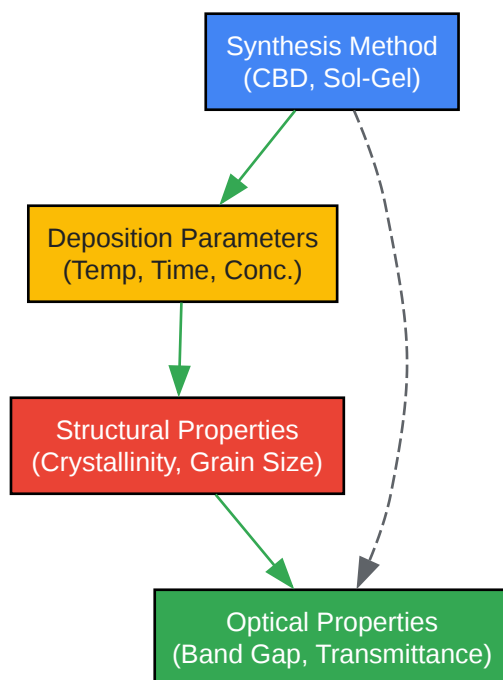 Synthesis Method
(CBD, Sol-Gel)
Deposition Parameters
(Temp, Time, Conc.)
Structural Properties
(Crystallinity, Grain Size)
Optical Properties
(Band Gap, Transmittance)